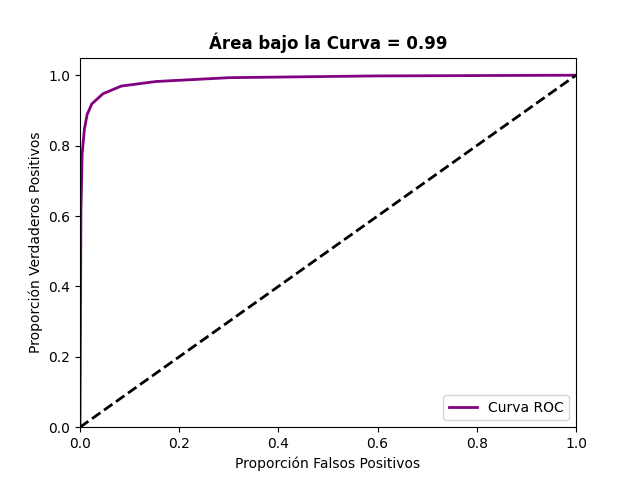 Área bajo la Curva = 0.99
1.0
0.8
0.6
0.4
0.2
0.0
Proporción Verdaderos Positivos
Curva ROC
0.0 0.2 0.4 0.6 0.8 1.0
Proporción Falsos Positivos